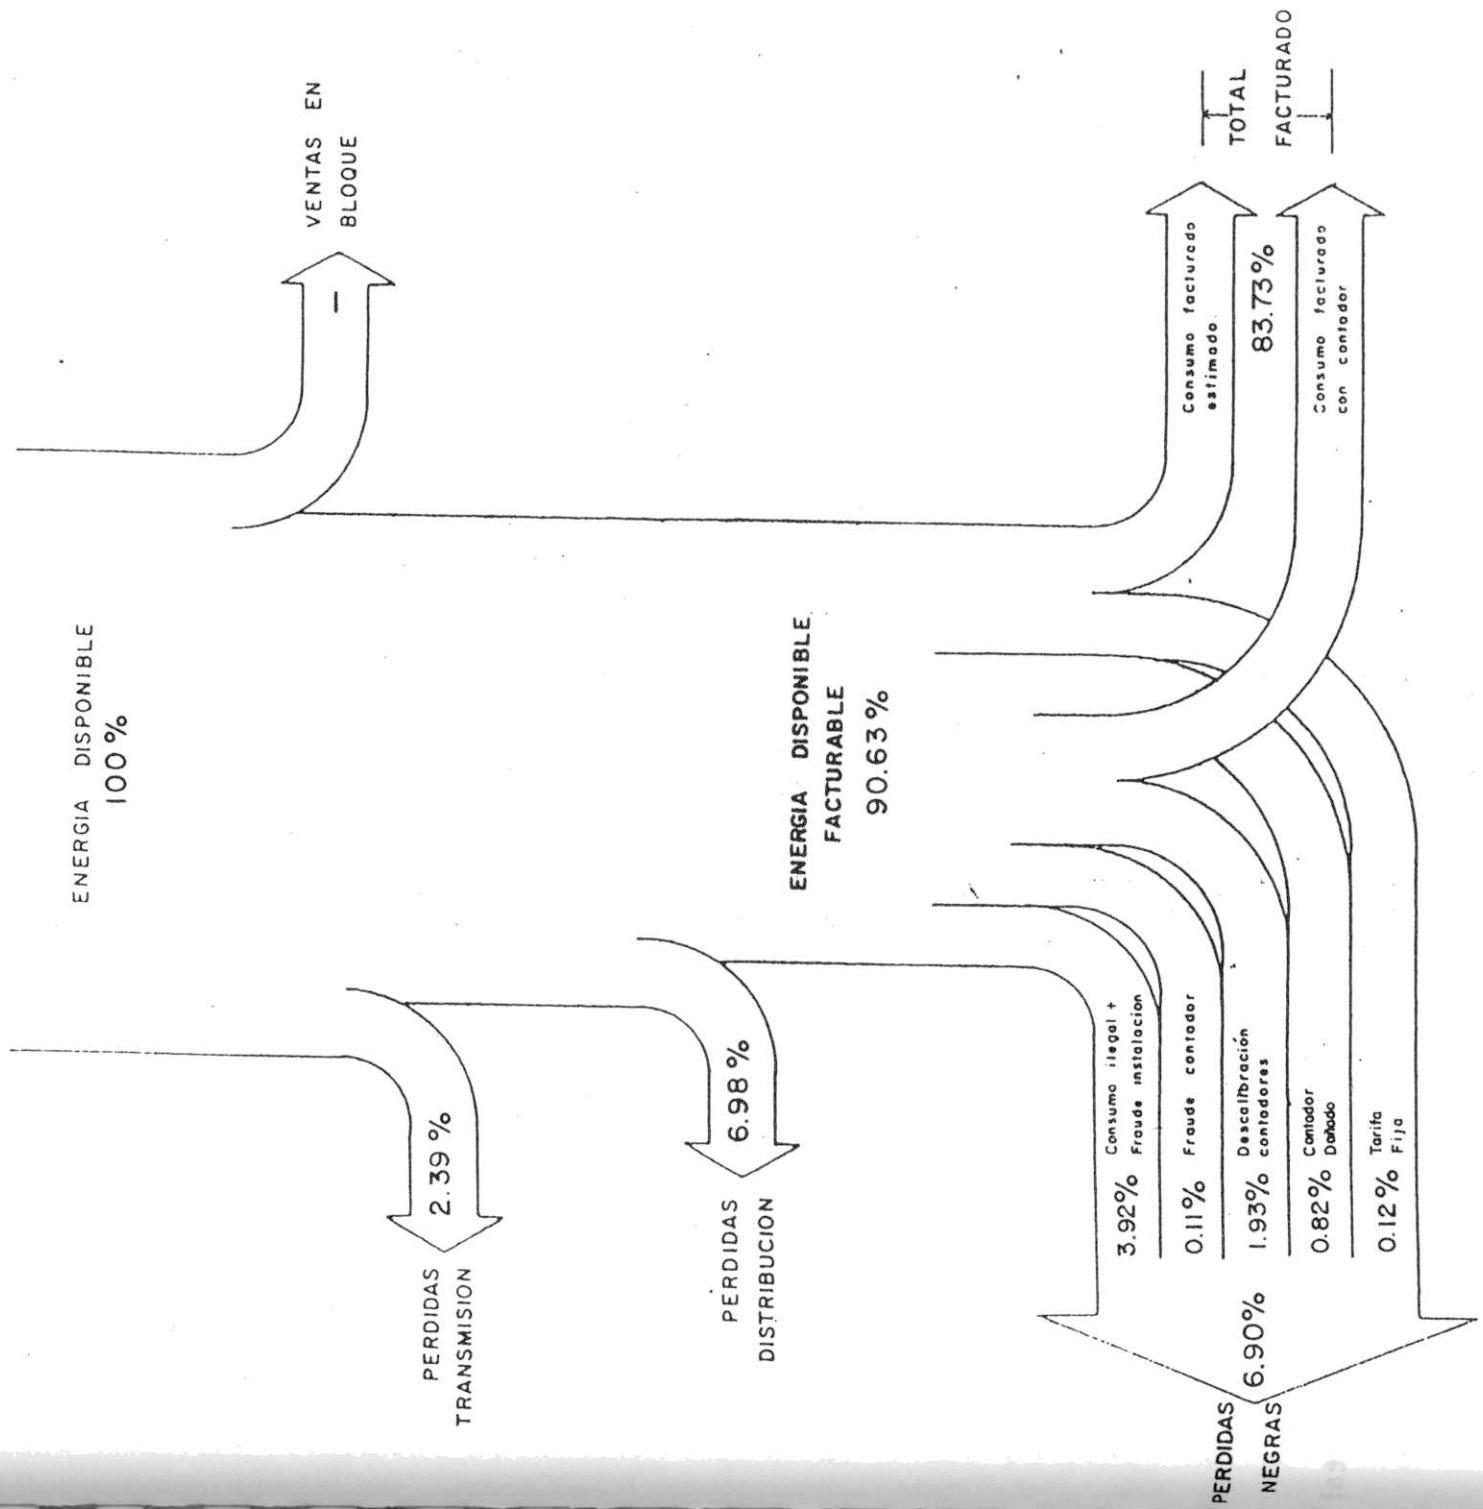 ENERGIA DISPONIBLE
100 %
VENTAS EN
BLOQUE
–
2.39 %
PERDIDAS
TRANSMISION
6.98 %
PERDIDAS
DISTRIBUCION
ENERGIA DISPONIBLE
FACTURABLE
90.63 %
Consumo facturado
estimado.
83.73 %
Consumo facturado
con contador
TOTAL
FACTURADO
3.92% Consumo ilegal +
Fraude instalacion
0.11 % Fraude contador
1.93% Descalibración
contadores
0.82% Contador
Dañado
0.12 % Tarifa
Fija
6.90%
PERDIDAS
NEGRAS